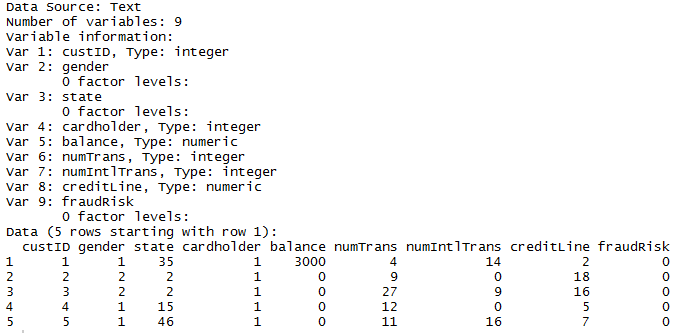 Data Source: Text
Number of variables: 9
Variable information:
Var 1: custID, Type: integer
Var 2: gender
       0 factor levels:
Var 3: state
       0 factor levels:
Var 4: cardholder, Type: integer
Var 5: balance, Type: numeric
Var 6: numTrans, Type: integer
Var 7: numIntlTrans, Type: integer
Var 8: creditLine, Type: numeric
Var 9: fraudRisk
       0 factor levels:
Data (5 rows starting with row 1):
  custID gender state cardholder balance numTrans numIntlTrans creditLine fraudRisk
1      1      1    35          1    3000        4           14          2         0
2      2      2     2          1       0        9            0         18         0
3      3      2     2          1       0       27            9         16         0
4      4      1    15          1       0       12            0          5         0
5      5      1    46          1       0       11           16          7         0